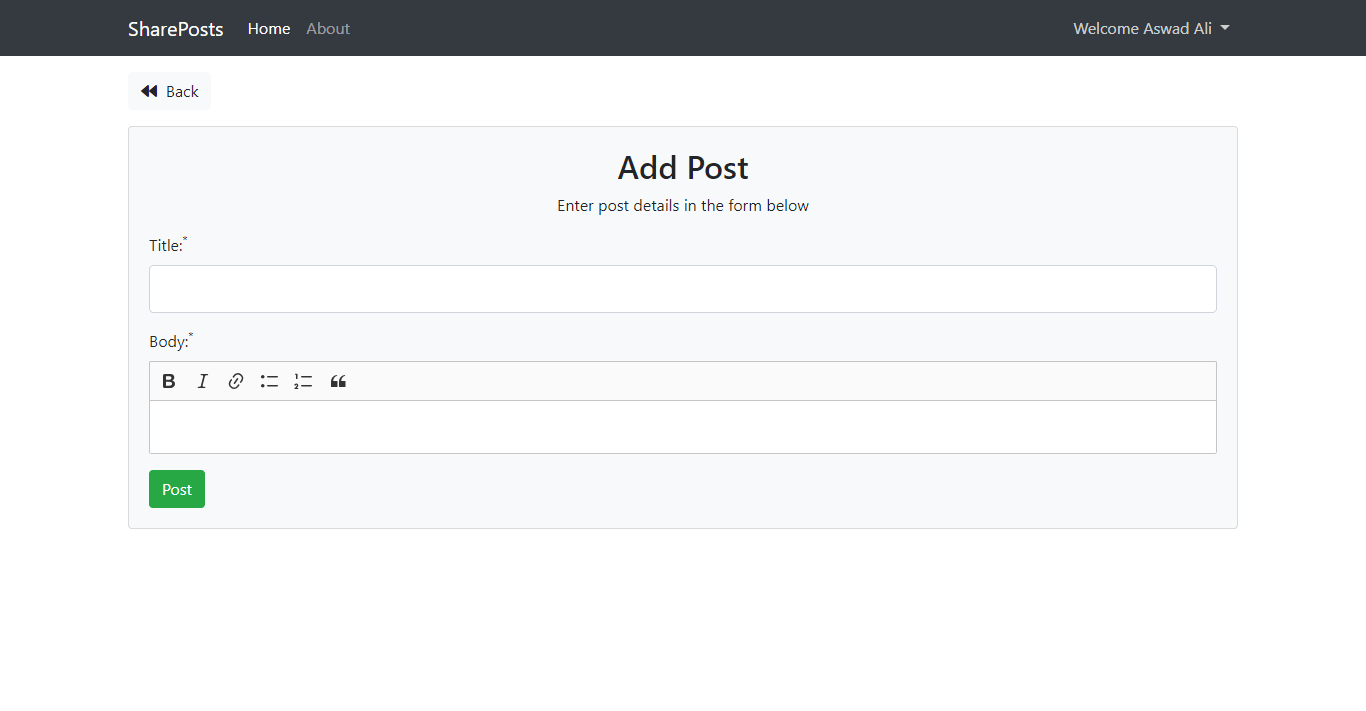 SharePosts Home About Welcome Aswad Ali
Back
Add Post
Enter post details in the form below
Title:*
Body:*
Post